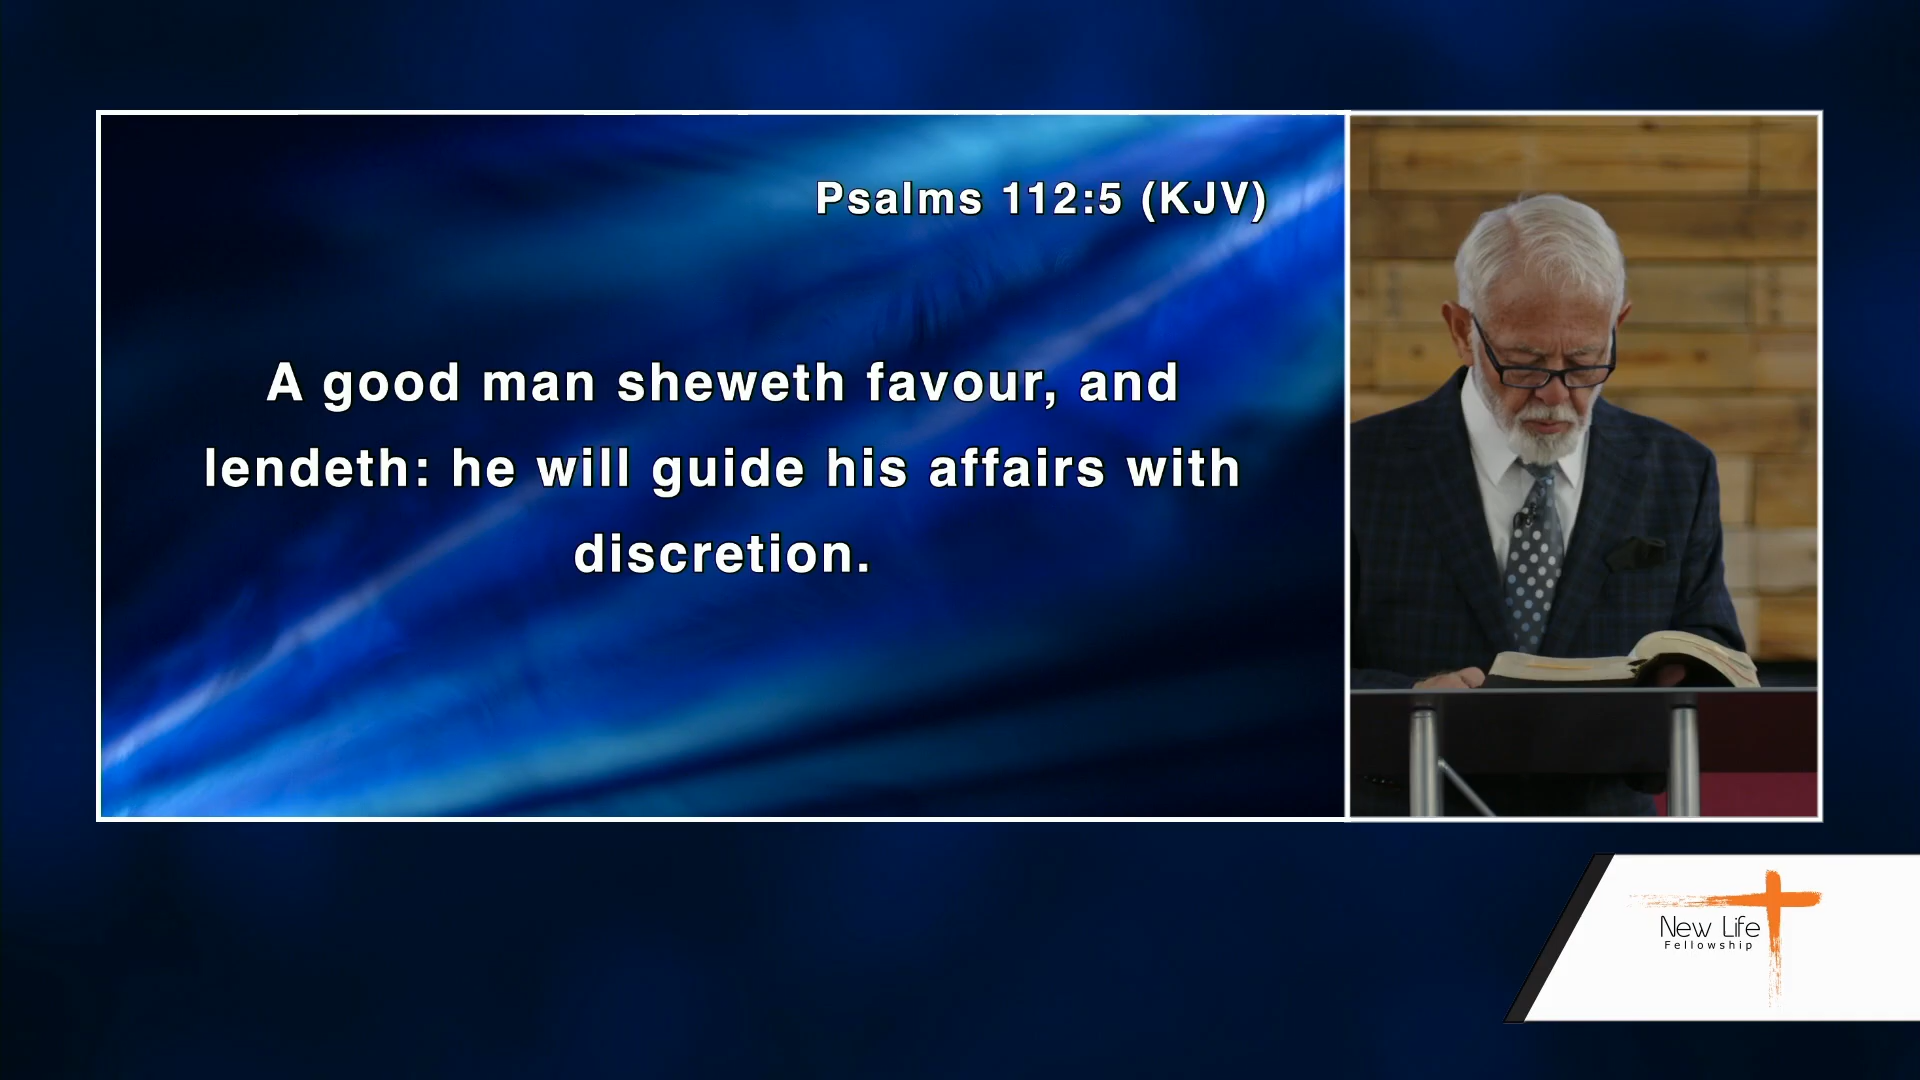 Psalms 112:5 (KJV)
A good man sheweth favour, and
lendeth: he will guide his affairs with
discretion.
New Life
Fellowship